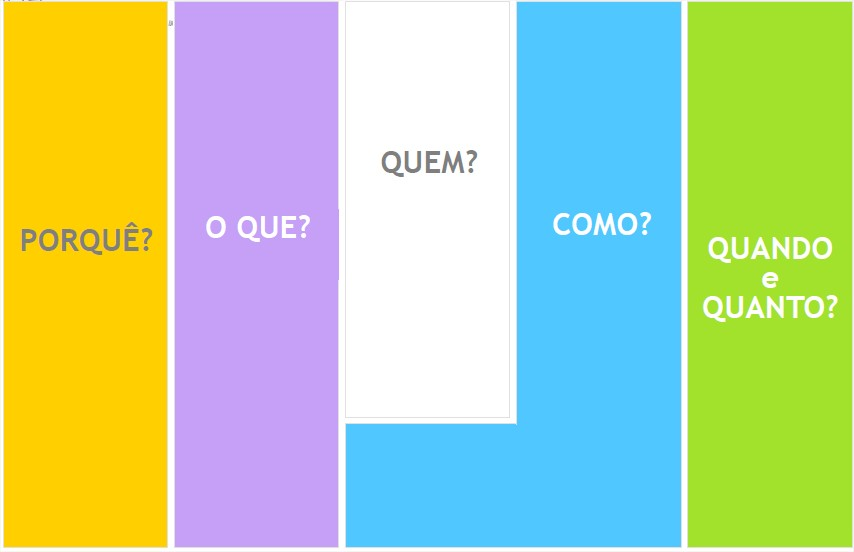 PORQUÊ?
O QUE?
QUEM?
COMO?
QUANDO
e
QUANTO?